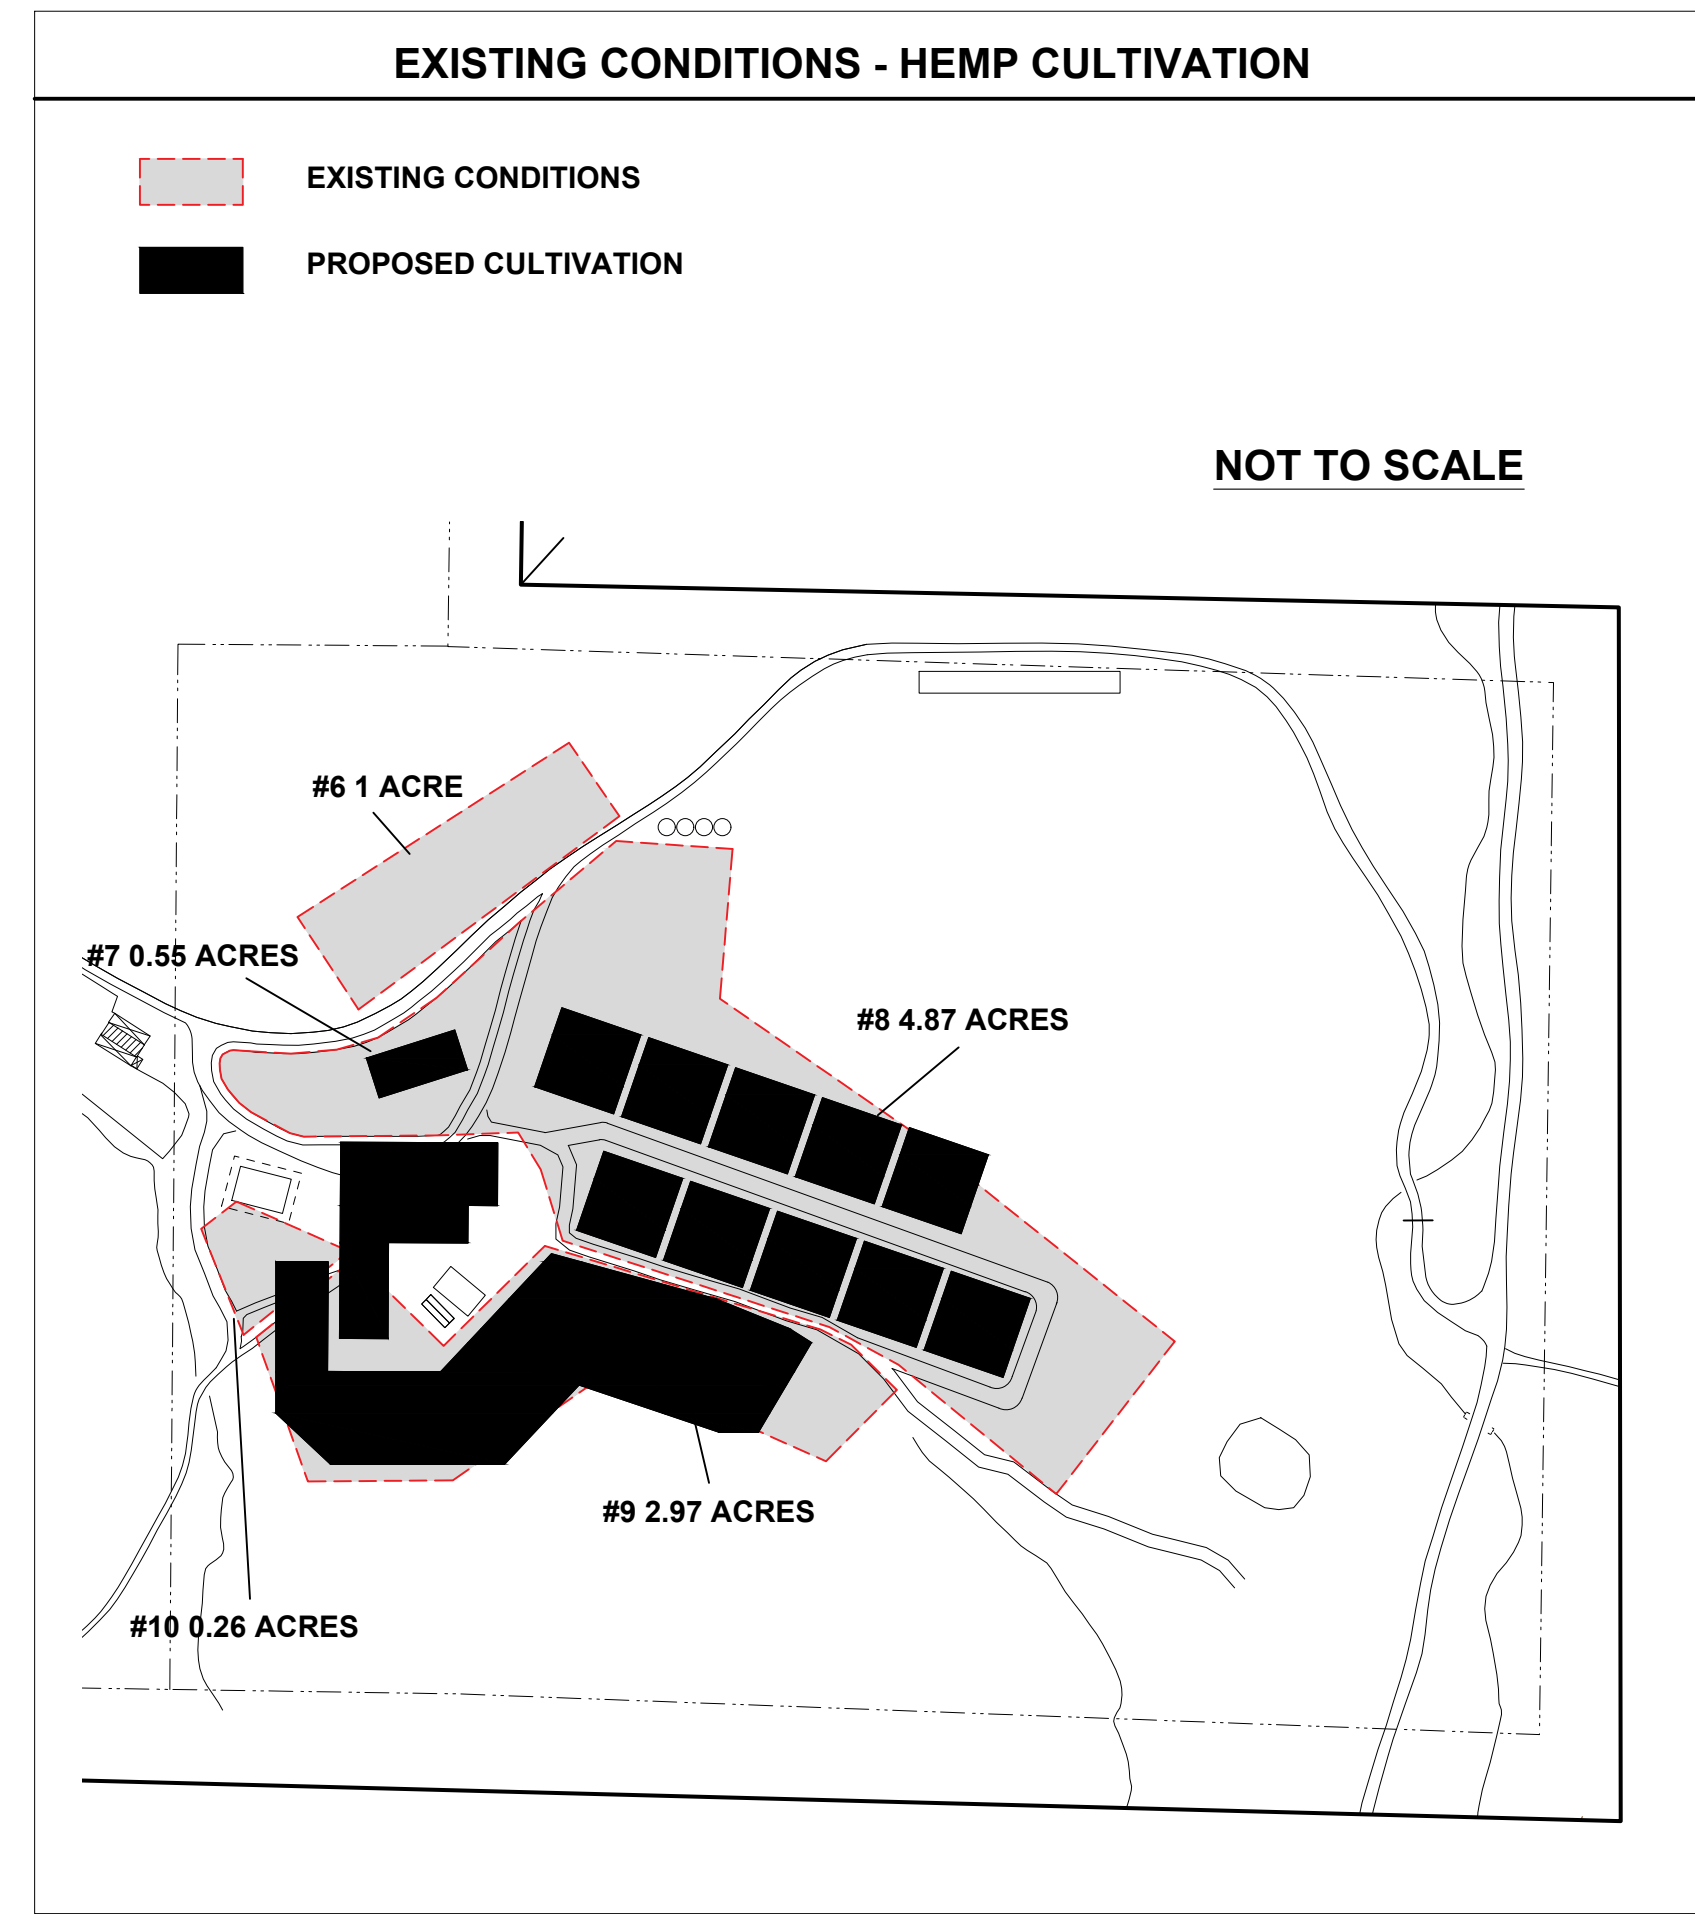 EXISTING CONDITIONS - HEMP CULTIVATION
EXISTING CONDITIONS
PROPOSED CULTIVATION
NOT TO SCALE
#6 1 ACRE
#7 0.55 ACRES
#8 4.87 ACRES
#9 2.97 ACRES
#10 0.26 ACRES